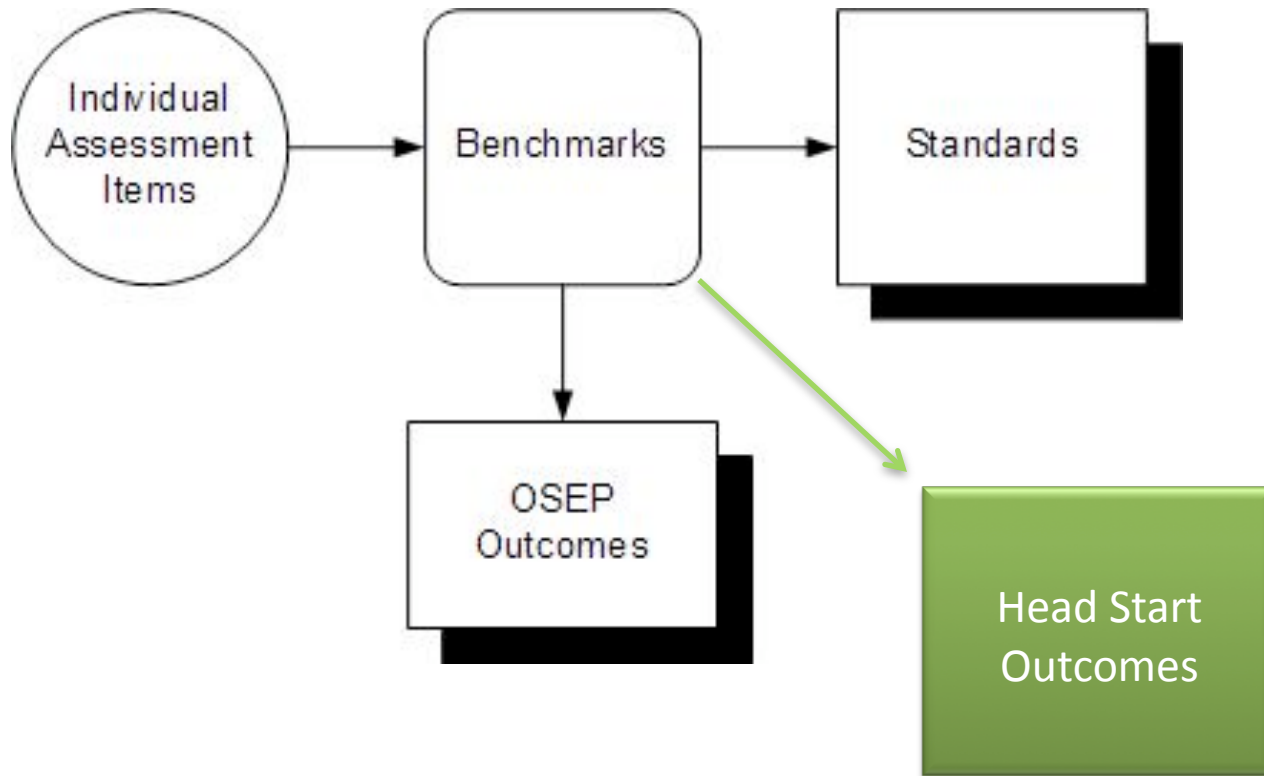 Individual
Assessment
Items
Benchmarks
Standards
OSEP
Outcomes
Head Start
Outcomes